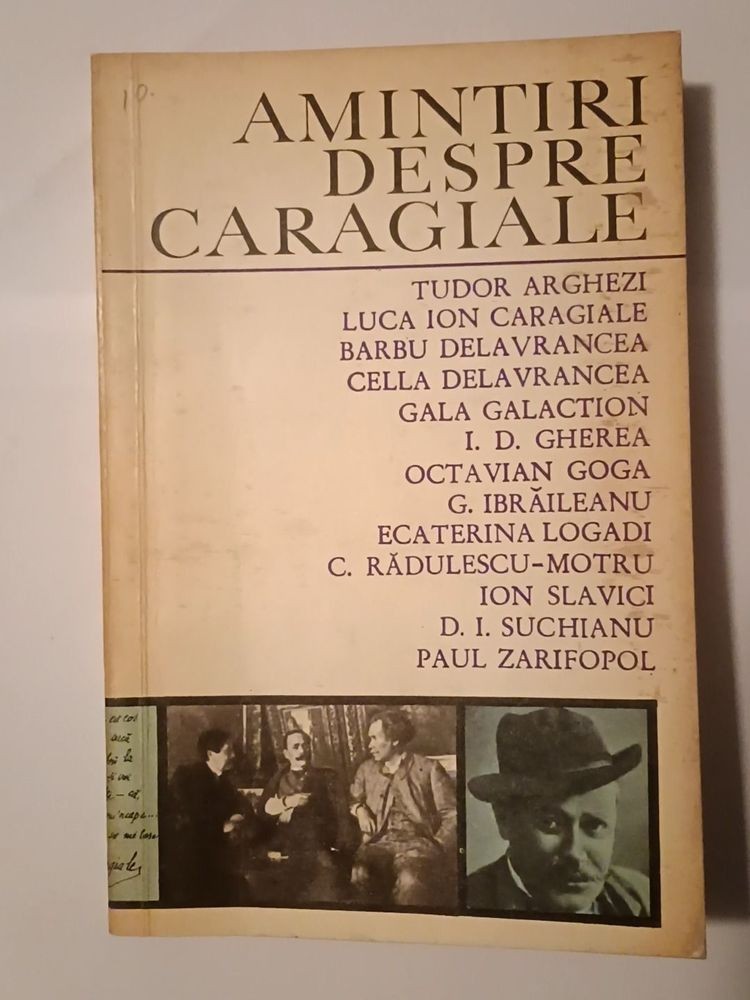 10.
AMINTIRI
DESPRE
CARAGIALE
TUDOR ARGHEZI
LUCA ION CARAGIALE
BARBU DELAVRANCEA
CELLA DELAVRANCEA
GALA GALACTION
I. D. GHEREA
OCTAVIAN GOGA
G. IBRĂILEANU
ECATERINA LOGADI
C. RĂDULESCU-MOTRU
ION SLAVICI
D. I. SUCHIANU
PAUL ZARIFOPOL